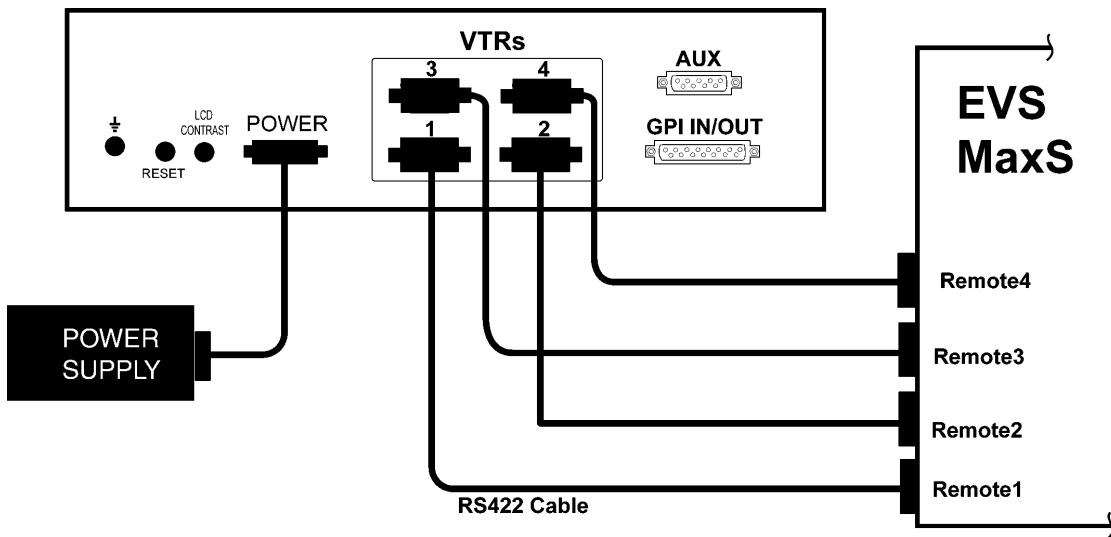 VTRs
3
4
AUX
LCD
CONTRAST
POWER
1
2
GPI IN/OUT
RESET
EVS
MaxS
Remote4
POWER
SUPPLY
Remote3
Remote2
Remote1
RS422 Cable